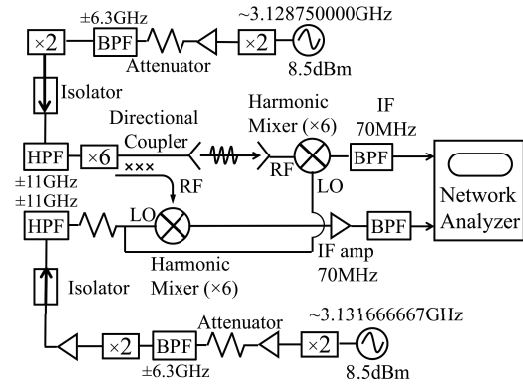 ±6.3GHz
~3.128750000GHz
×2
BPF
×2
Attenuator
8.5dBm
Isolator
Directional
Coupler
Harmonic
Mixer (×6)
IF
70MHz
HPF
×6
×××
RF
RF
LO
BPF
±11GHz
±11GHz
HPF
LO
Network
Analyzer
BPF
IF amp
70MHz
Harmonic
Mixer (×6)
Isolator
Attenuator
~3.131666667GHz
×2
BPF
×2
±6.3GHz
8.5dBm